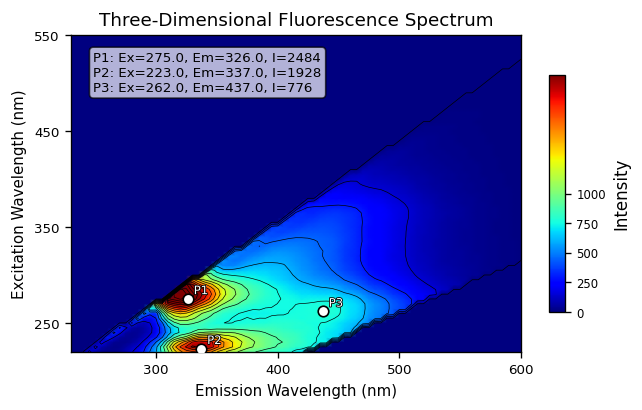 Three-Dimensional Fluorescence Spectrum
P1: Ex=275.0, Em=326.0, I=2484
P2: Ex=223.0, Em=337.0, I=1928
P3: Ex=262.0, Em=437.0, I=776
550
450
350
250
Excitation Wavelength (nm)
P1
P2
P3
300
400
500
600
Emission Wavelength (nm)
1000
750
500
250
0
Intensity